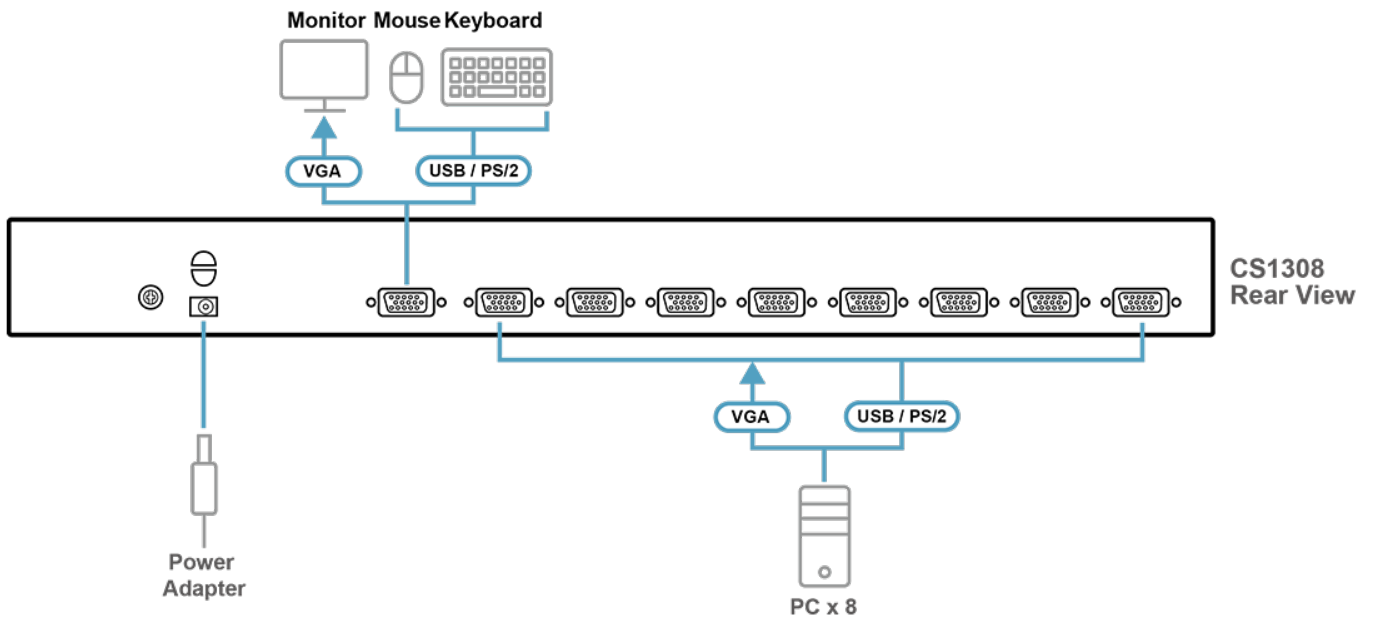 Monitor Mouse Keyboard
VGA
USB / PS/2
CS1308
Rear View
VGA
USB / PS/2
Power
Adapter
PC x 8